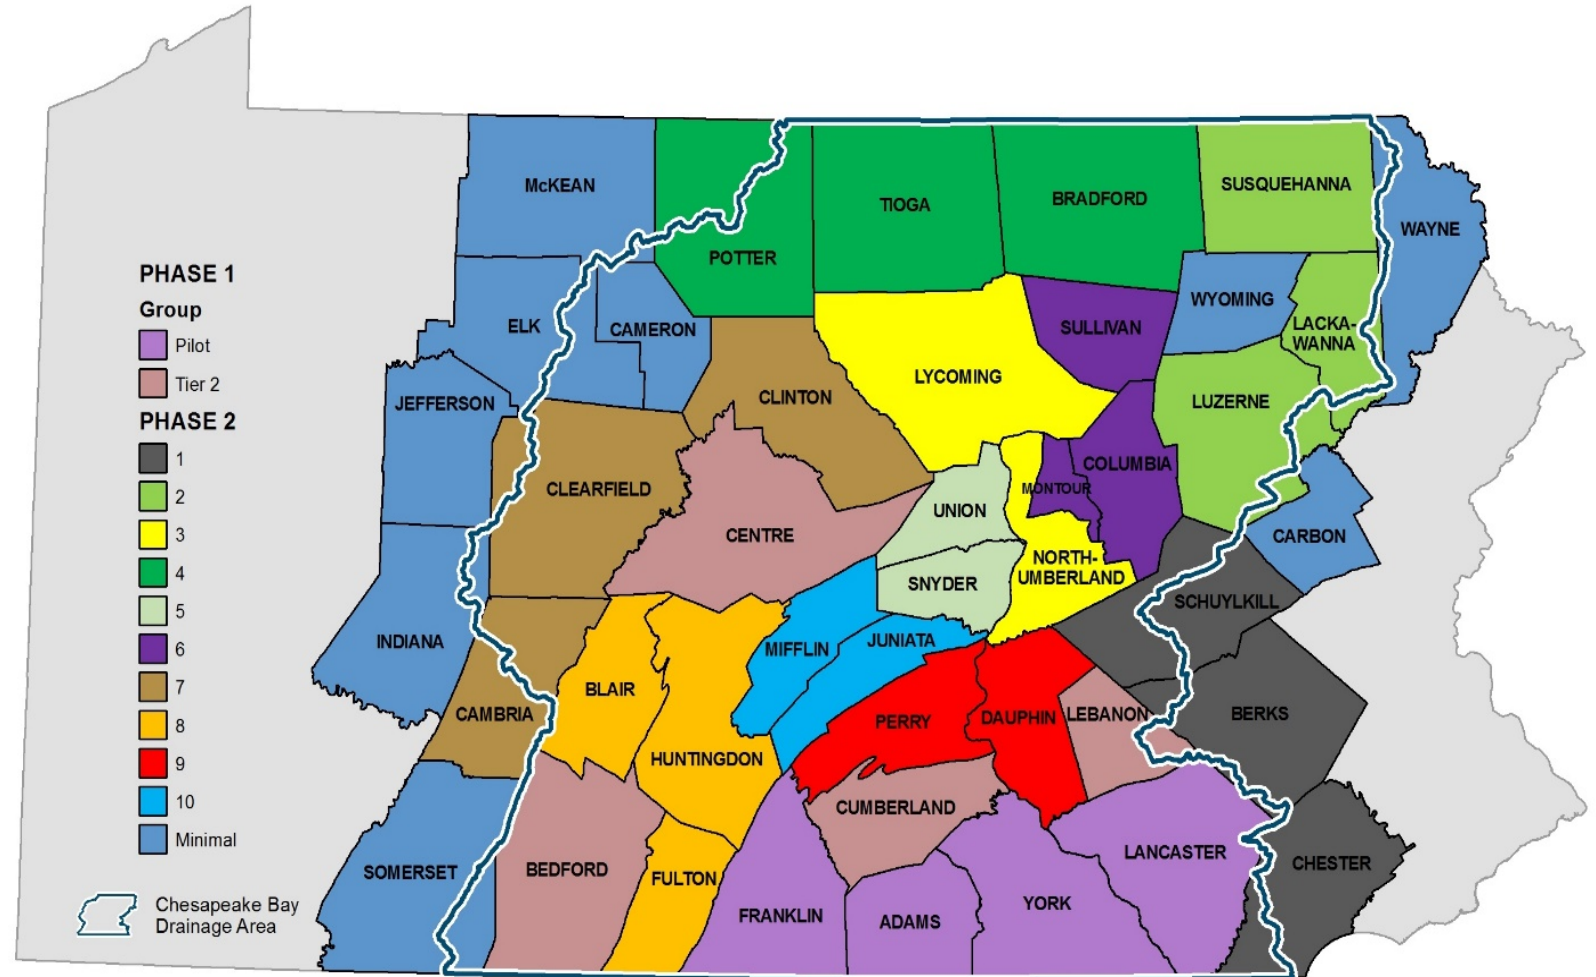 McKEAN
POTTER
TIOGA
BRADFORD
SUSQUEHANNA
WAYNE
ELK
CAMERON
SULLIVAN
WYOMING
LACKA-
WANNA
JEFFERSON
CLINTON
LYCOMING
LUZERNE
CLEARFIELD
CENTRE
UNION
MONTOUR
COLUMBIA
CARBON
SNYDER
NORTH-
UMBERLAND
SCHUYLKILL
INDIANA
MIFFLIN
JUNIATA
CAMBRIA
BLAIR
HUNTINGDON
PERRY
DAUPHIN
LEBANON
BERKS
CUMBERLAND
SOMERSET
BEDFORD
FULTON
FRANKLIN
ADAMS
YORK
LANCASTER
CHESTER
PHASE 1
Group
Pilot
Tier 2
PHASE 2
1
2
3
4
5
6
7
8
9
10
Minimal
Chesapeake Bay
Drainage Area